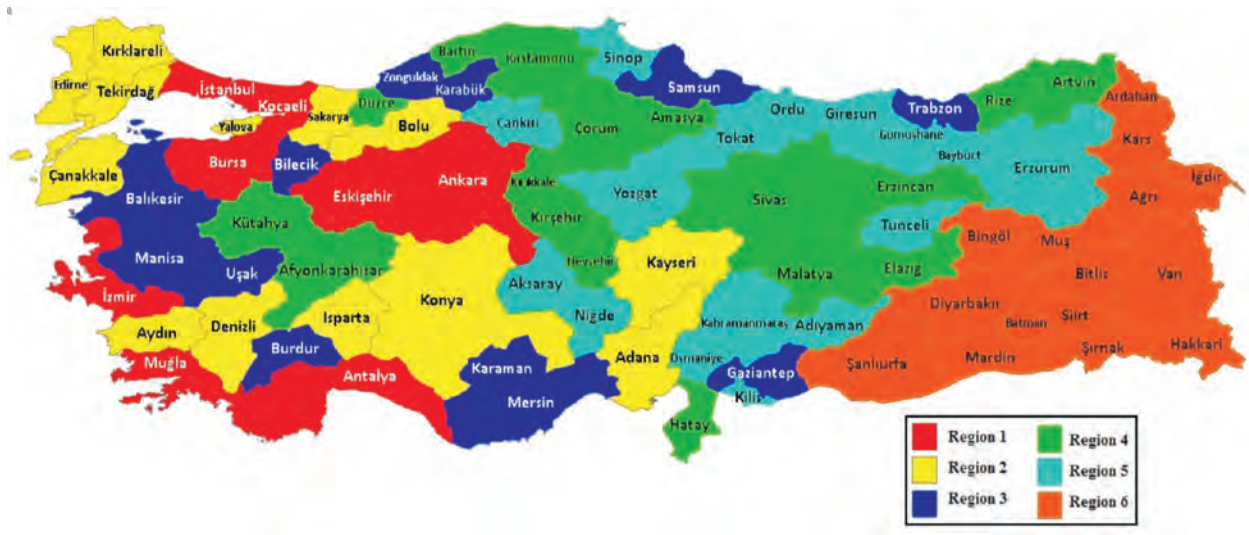 Kırklareli
Edirne
Tekirdağ
İstanbul
Kocaeli
Yalova
Sakarya
Düzce
Bolu
Zonguldak
Bartın
Karabük
Kastamonu
Sinop
Samsun
Çankırı
Çorum
Amasya
Tokat
Ordu
Giresun
Trabzon
Rize
Artvin
Ardahan
Kars
Iğdır
Gümüşhane
Bayburt
Erzurum
Ağrı
Çanakkale
Balıkesir
Bursa
Bilecik
Eskişehir
Ankara
Kırıkkale
Kırşehir
Yozgat
Sivas
Erzincan
Tunceli
Bingöl
Muş
Bitlis
Van
Kütahya
Manisa
Uşak
Afyonkarahisar
İzmir
Aydın
Denizli
Isparta
Konya
Aksaray
Nevşehir
Niğde
Kayseri
Malatya
Elazığ
Diyarbakır
Batman
Siirt
Şırnak
Hakkari
Kahramanmaraş
Adıyaman
Şanlıurfa
Mardin
Muğla
Burdur
Antalya
Karaman
Mersin
Adana
Osmaniye
Gaziantep
Kilis
Hatay
Region 1
Region 2
Region 3
Region 4
Region 5
Region 6